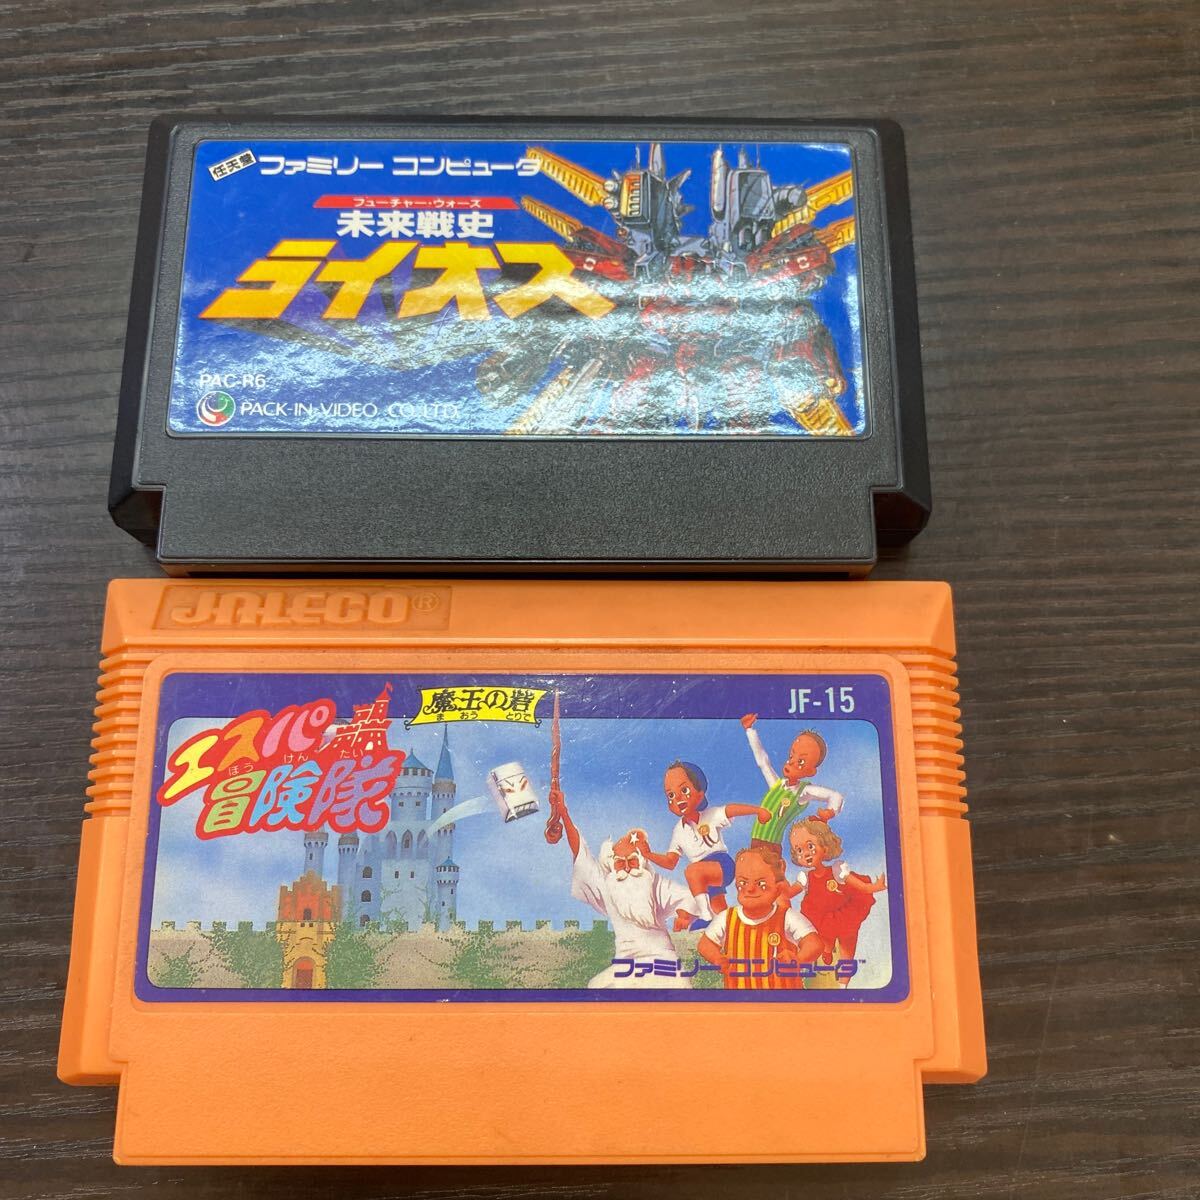 任天堂 ファミリー コンピュータ
フューチャー・ウォーズ
未来戦史
ライオス
PAC-R6
PACK-IN-VIDEO CO.,LTD.
JALECO®
魔王の砦
まおう とりで
JF-15
エスパ
ぼう けん たい
冒険隊
ファミリー コンピュータ™